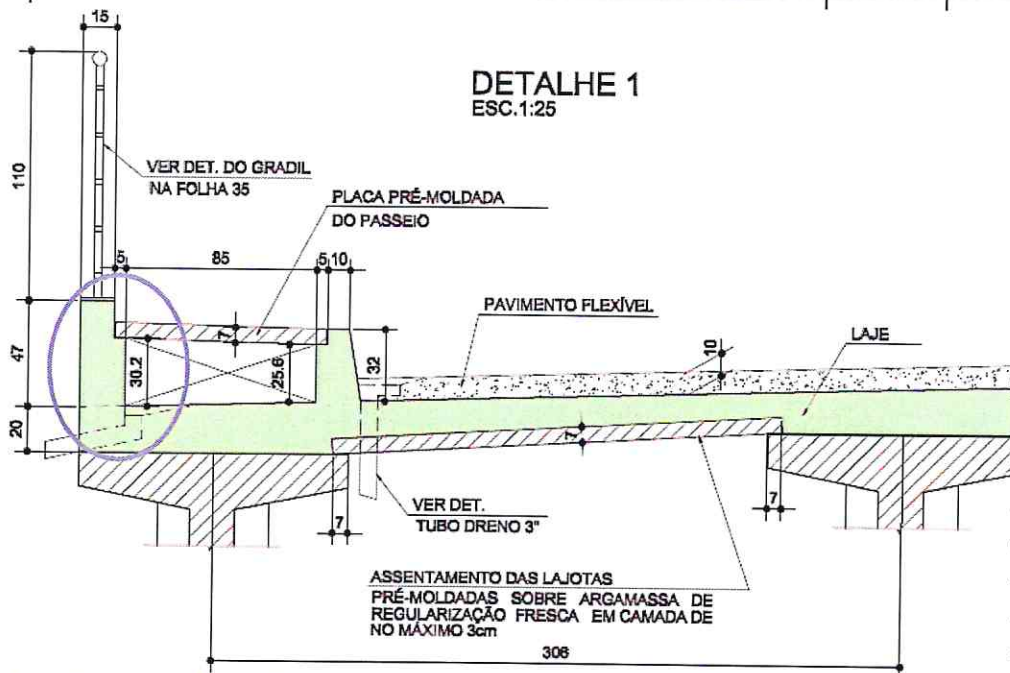 15
DETALHE 1
ESC.1:25
110
VER DET. DO GRADIL
NA FOLHA 35
PLACA PRÉ-MOLDADA
DO PASSEIO
5
85
5
10
PAVIMENTO FLEXÍVEL
LAJE
47
7
30.2
25.6
32
10
20
7
VER DET.
TUBO DRENO 3"
7
7
ASSENTAMENTO DAS LAJOTAS
PRÉ-MOLDADAS SOBRE ARGAMASSA DE
REGULARIZAÇÃO FRESCA EM CAMADA DE
NO MÁXIMO 3cm
306